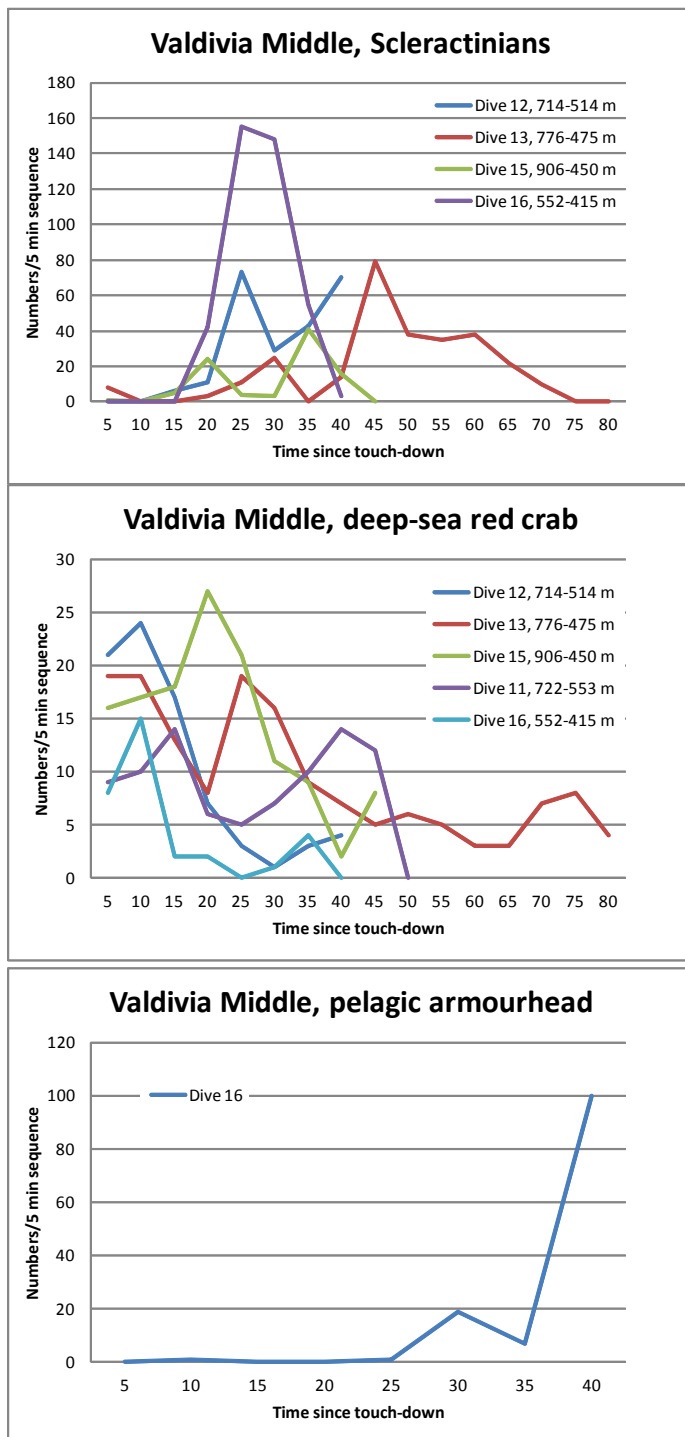 Valdivia Middle, Scleractinians
180
160
140
120
100
80
60
40
20
0
Numbers/5 min sequence
Dive 12, 714-514 m
Dive 13, 776-475 m
Dive 15, 906-450 m
Dive 16, 552-415 m
5 10 15 20 25 30 35 40 45 50 55 60 65 70 75 80
Time since touch-down
Valdivia Middle, deep-sea red crab
30
25
20
15
10
5
0
Numbers/5 min sequence
Dive 12, 714-514 m
Dive 13, 776-475 m
Dive 15, 906-450 m
Dive 11, 722-553 m
Dive 16, 552-415 m
5 10 15 20 25 30 35 40 45 50 55 60 65 70 75 80
Time since touch-down
Valdivia Middle, pelagic armourhead
120
100
80
60
40
20
0
Numbers/5 min sequence
Dive 16
5 10 15 20 25 30 35 40
Time since touch-down